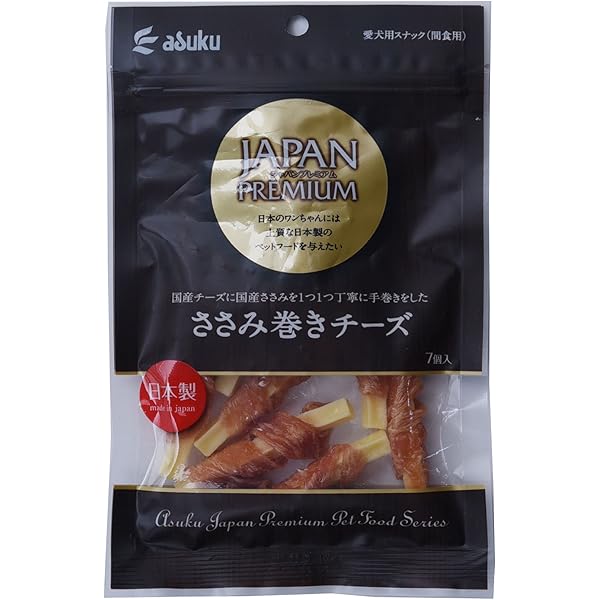 asuku
愛犬用スナック(間食用)
JAPAN
ジャパンプレミアム
PREMIUM
日本のワンちゃんには
上質な日本製の
ペットフードを与えたい
国産チーズに国産ささみを1つ1つ丁寧に手巻きをした
ささみ巻きチーズ
7個入
日本製
made in japan
Asuku Japan Premium Pet Food Series